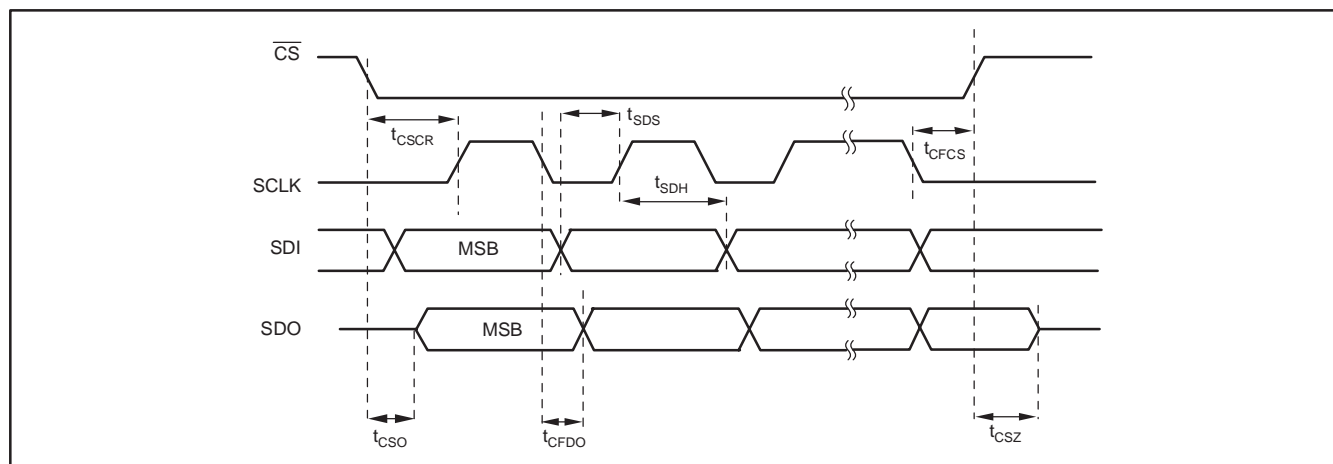 CS
tSDS
tCSCR
tCFCS
SCLK
tSDH
SDI
MSB
SDO
MSB
tCSO
tCFDO
tCSZ